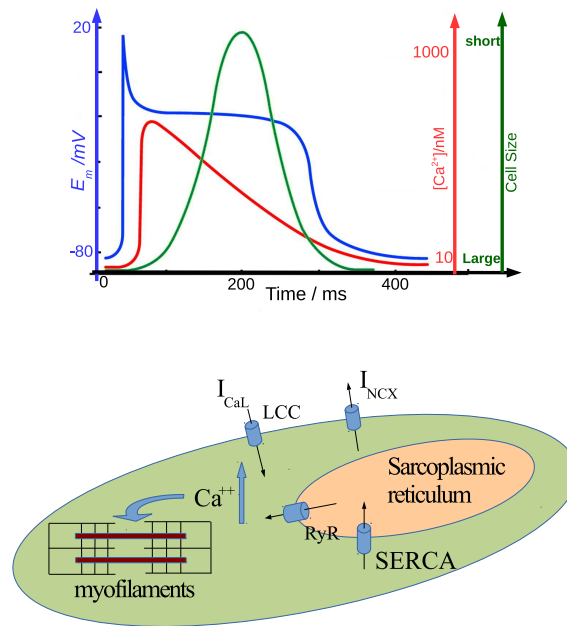 20
E_m /mV
-80
1000
[Ca²⁺]/nM
10
short
Cell Size
Large
0
200
400
Time / ms
I_CaL
LCC
I_NCX
Ca⁺⁺
Sarcoplasmic
reticulum
RyR
SERCA
myofilaments